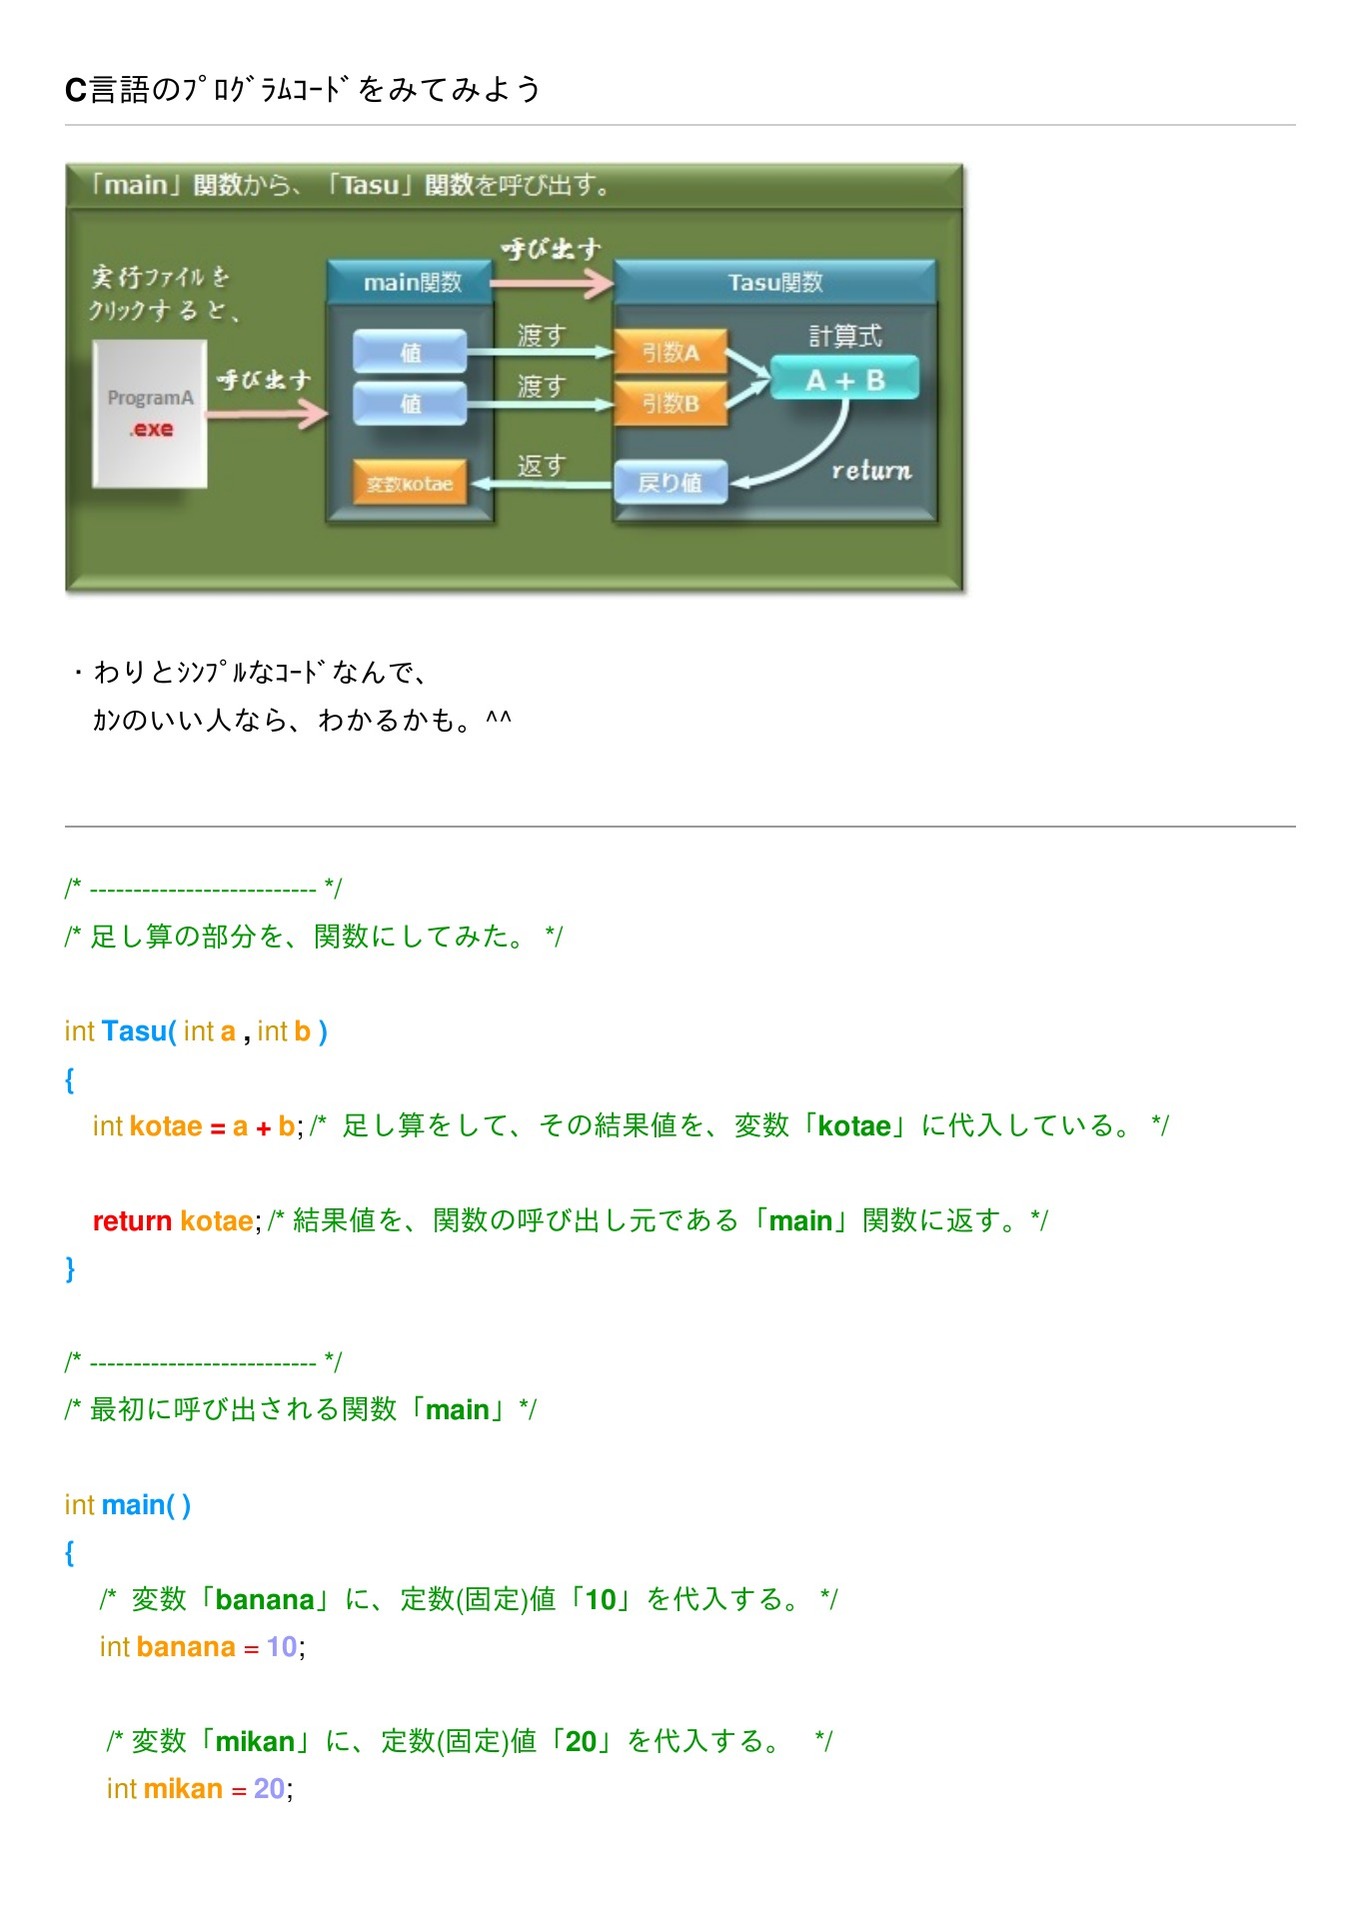 C言語のﾌﾟﾛｸﾞﾗﾑｺｰﾄﾞをみてみよう
「main」関数から、「Tasu」関数を呼び出す。
呼び出す
実行ファイルを
クリックすると、
main関数
Tasu関数
渡す
計算式
値
引数A
ProgramA
.exe
呼び出す
渡す
A + B
値
引数B
返す
return
変数kotae
戻り値
・わりとｼﾝﾌﾟﾙなｺｰﾄﾞなんで、
ｶﾝのいい人なら、わかるかも。^^
/* -------------------------- */
/* 足し算の部分を、関数にしてみた。 */
int Tasu( int a , int b )
{
int kotae = a + b; /* 足し算をして、その結果値を、変数「kotae」に代入している。 */
return kotae; /* 結果値を、関数の呼び出し元である「main」関数に返す。*/
}
/* -------------------------- */
/* 最初に呼び出される関数「main」*/
int main( )
{
/* 変数「banana」に、定数(固定)値「10」を代入する。 */
int banana = 10;
/* 変数「mikan」に、定数(固定)値「20」を代入する。　*/
int mikan = 20;